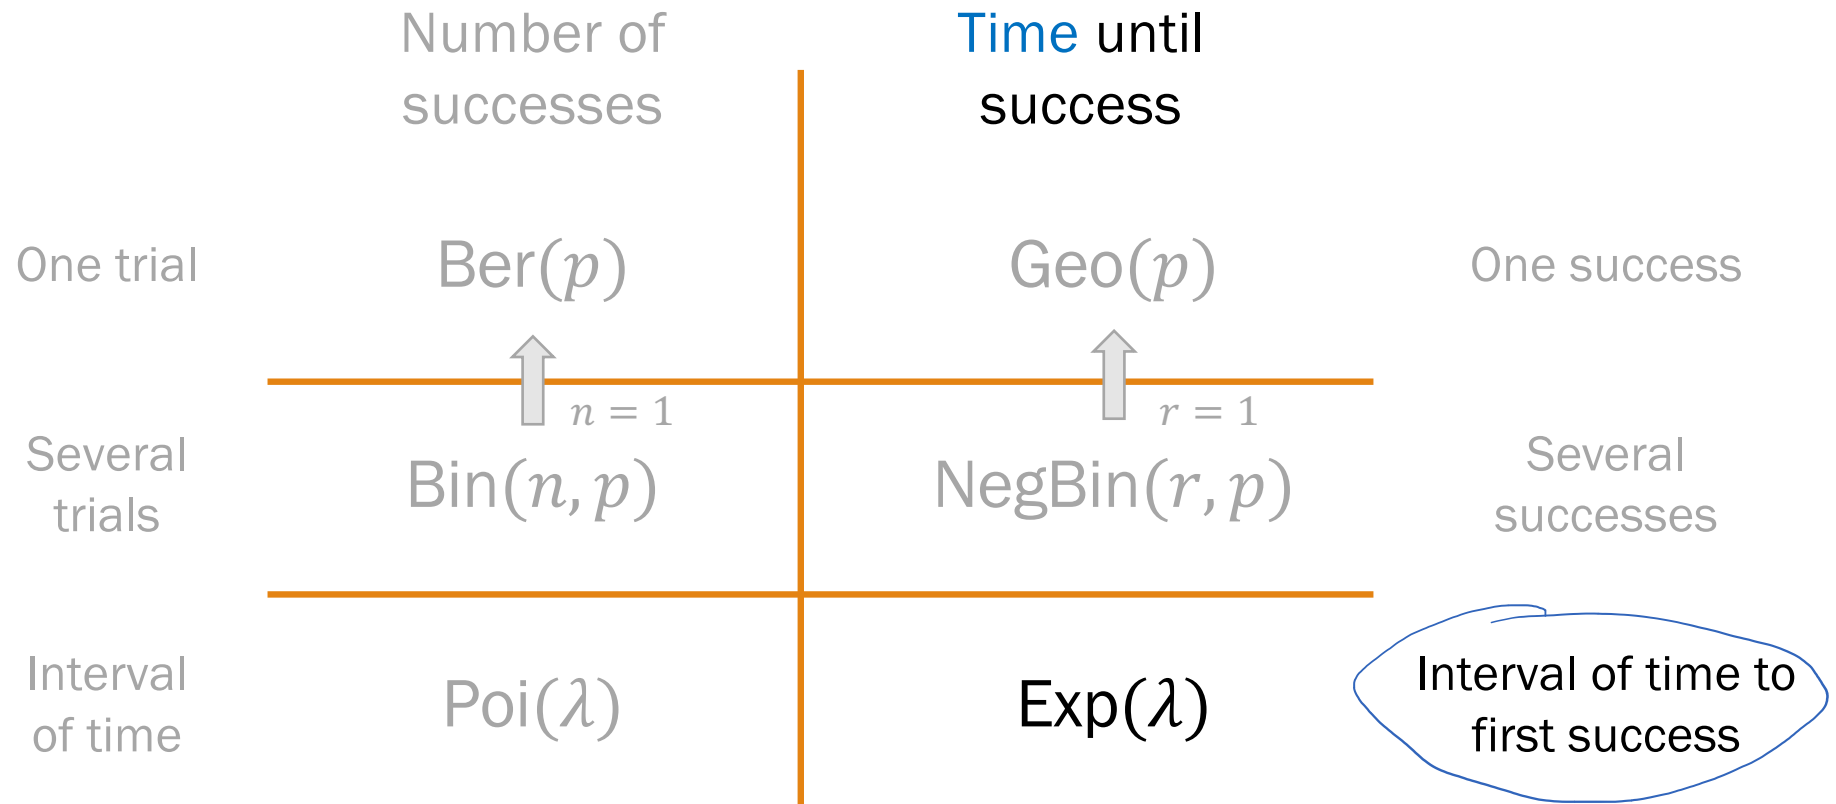 Number of
successes
Time until
success
One trial
Ber(𝑝)
Geo(𝑝)
One success
𝑛 = 1
𝑟 = 1
Several
trials
Bin(𝑛, 𝑝)
NegBin(𝑟, 𝑝)
Several
successes
Interval
of time
Poi(𝜆)
Exp(𝜆)
Interval of time to
first success